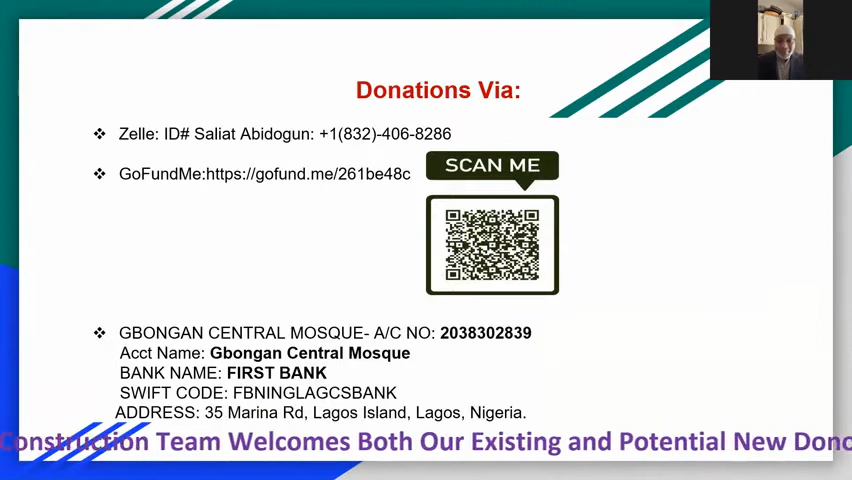 Donations Via:
❖ Zelle: ID# Saliat Abidogun: +1(832)-406-8286
❖ GoFundMe:https://gofund.me/261be48c
SCAN ME
❖ GBONGAN CENTRAL MOSQUE- A/C NO: 2038302839
Acct Name: Gbongan Central Mosque
BANK NAME: FIRST BANK
SWIFT CODE: FBNINGLAGCSBANK
ADDRESS: 35 Marina Rd, Lagos Island, Lagos, Nigeria.
Construction Team Welcomes Both Our Existing and Potential New Dono